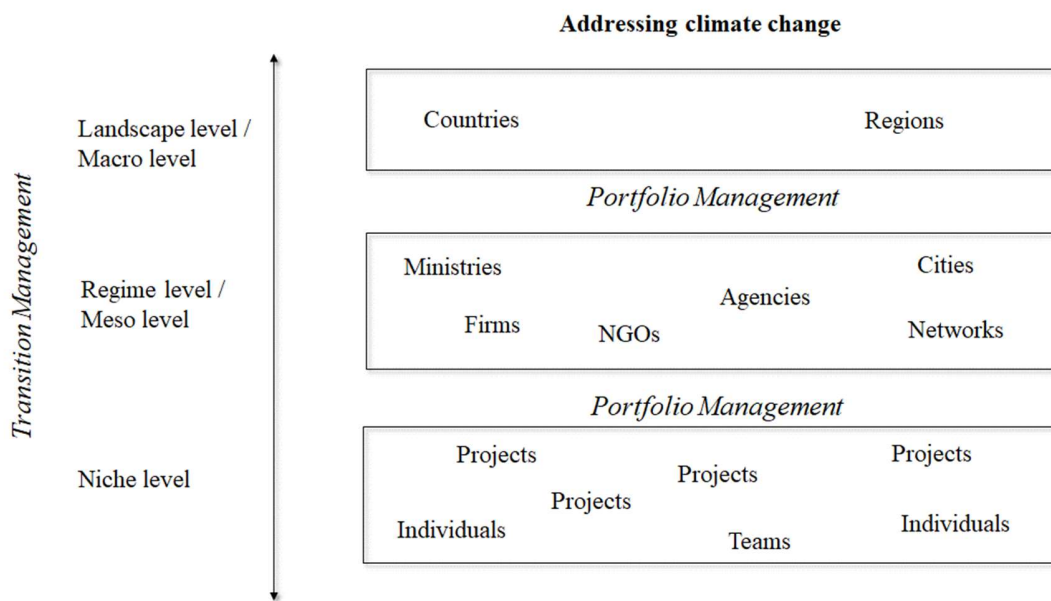 Addressing climate change
Transition Management
Landscape level /
Macro level
Countries
Regions
Portfolio Management
Regime level /
Meso level
Ministries
Cities
Agencies
Firms
NGOs
Networks
Portfolio Management
Niche level
Projects
Projects
Projects
Projects
Individuals
Teams
Individuals